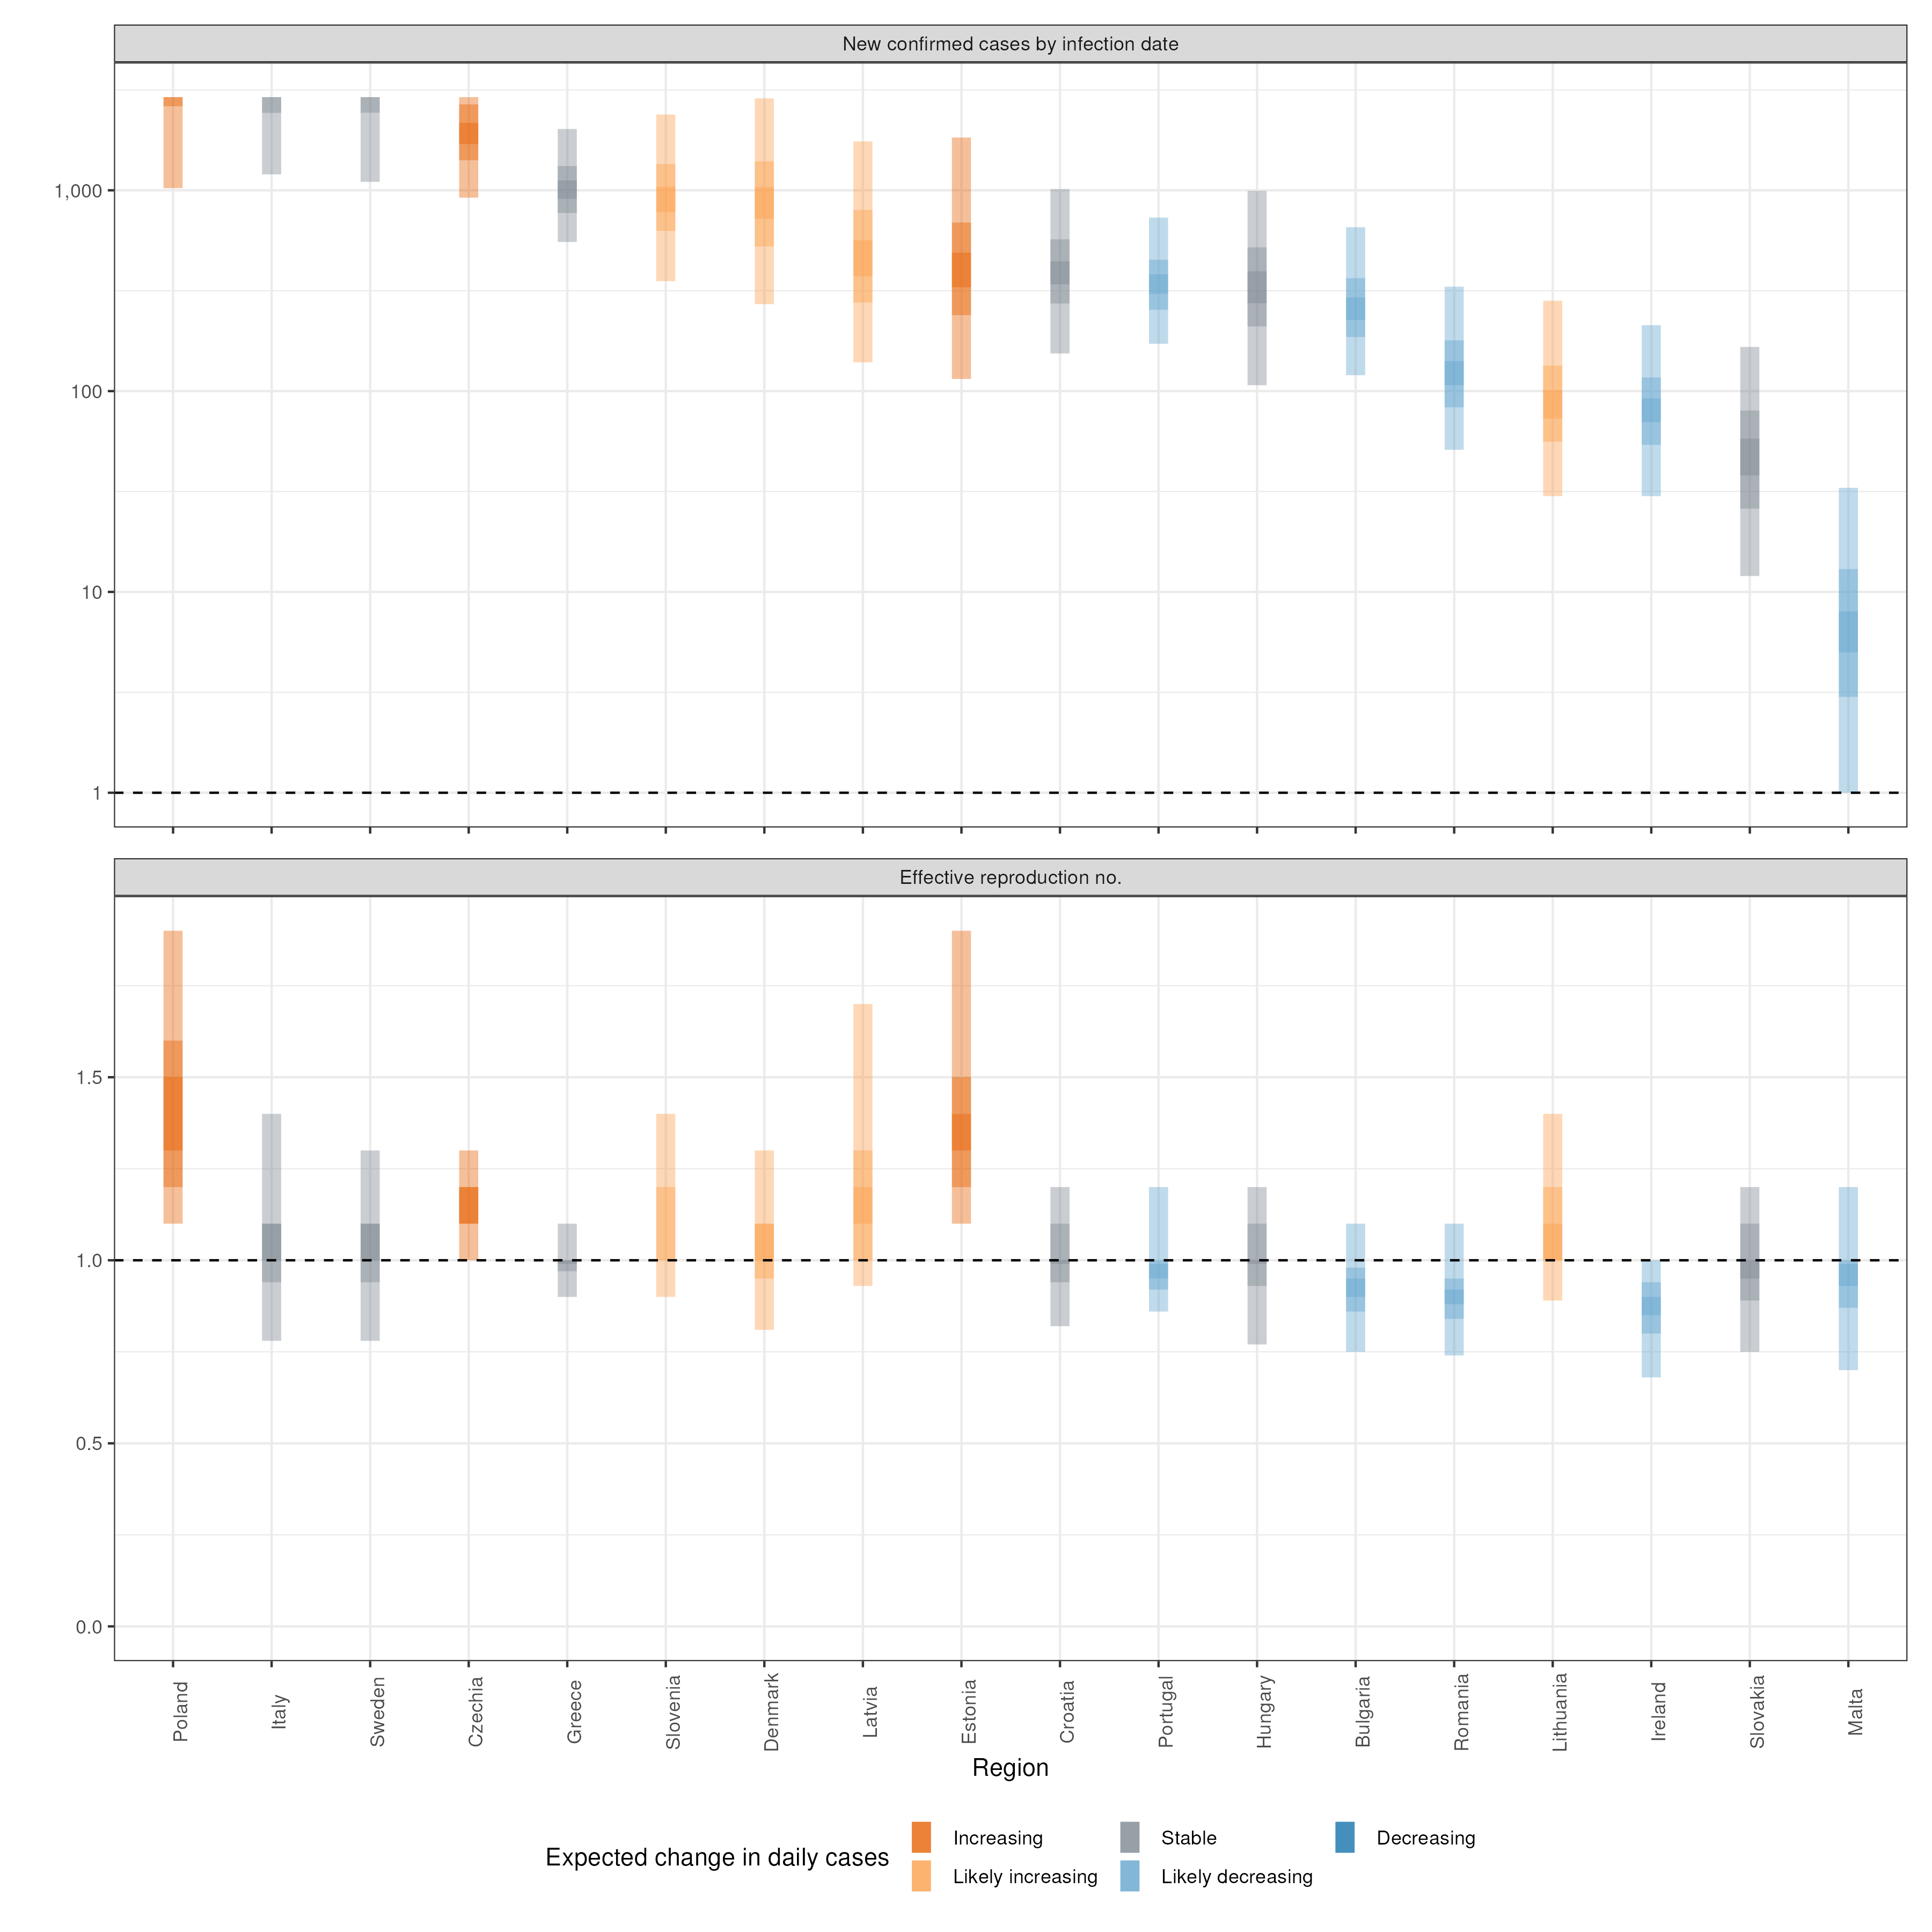 New confirmed cases by infection date
1,000
100
10
1
Effective reproduction no.
1.5
1.0
0.5
0.0
Poland Italy Sweden Czechia Greece Slovenia Denmark Latvia Estonia Croatia Portugal Hungary Bulgaria Romania Lithuania Ireland Slovakia Malta
Region
Expected change in daily cases
Increasing Stable Decreasing
Likely increasing Likely decreasing